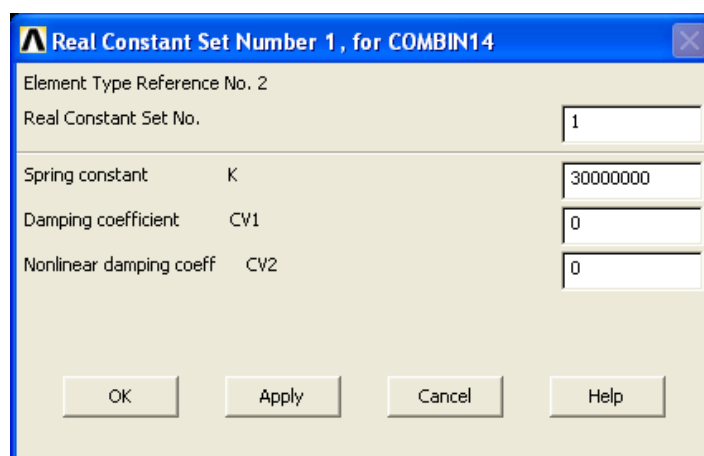 Real Constant Set Number 1, for COMBIN14
Element Type Reference No. 2
Real Constant Set No. 1
Spring constant K 30000000
Damping coefficient CV1 0
Nonlinear damping coeff CV2 0
OK Apply Cancel Help